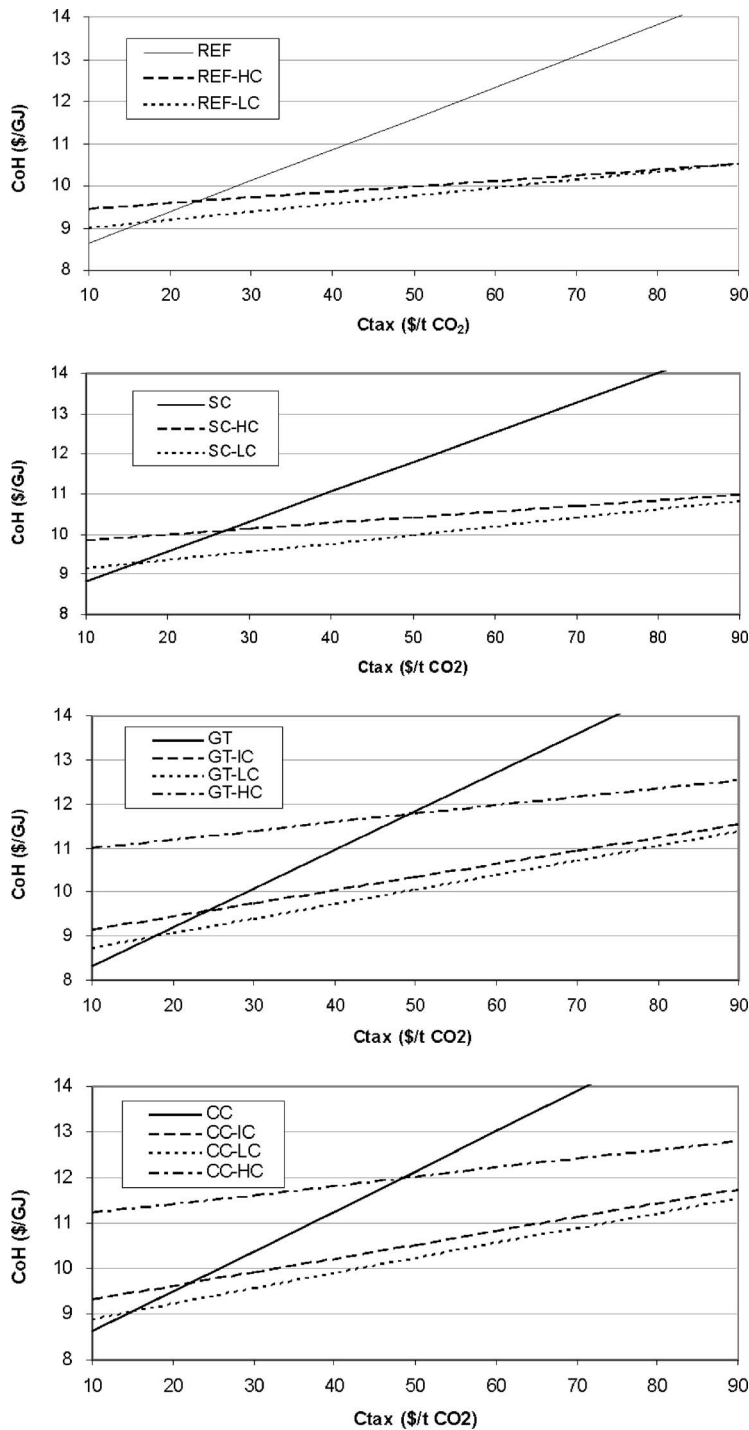 14
13
12
11
10
9
8
CoH ($/GJ)
REF
REF-HC
REF-LC
10 20 30 40 50 60 70 80 90
Ctax ($/t CO₂)
14
13
12
11
10
9
8
CoH ($/GJ)
SC
SC-HC
SC-LC
10 20 30 40 50 60 70 80 90
Ctax ($/t CO2)
14
13
12
11
10
9
8
CoH ($/GJ)
GT
GT-IC
GT-LC
GT-HC
10 20 30 40 50 60 70 80 90
Ctax ($/t CO2)
14
13
12
11
10
9
8
CoH ($/GJ)
CC
CC-IC
CC-LC
CC-HC
10 20 30 40 50 60 70 80 90
Ctax ($/t CO2)